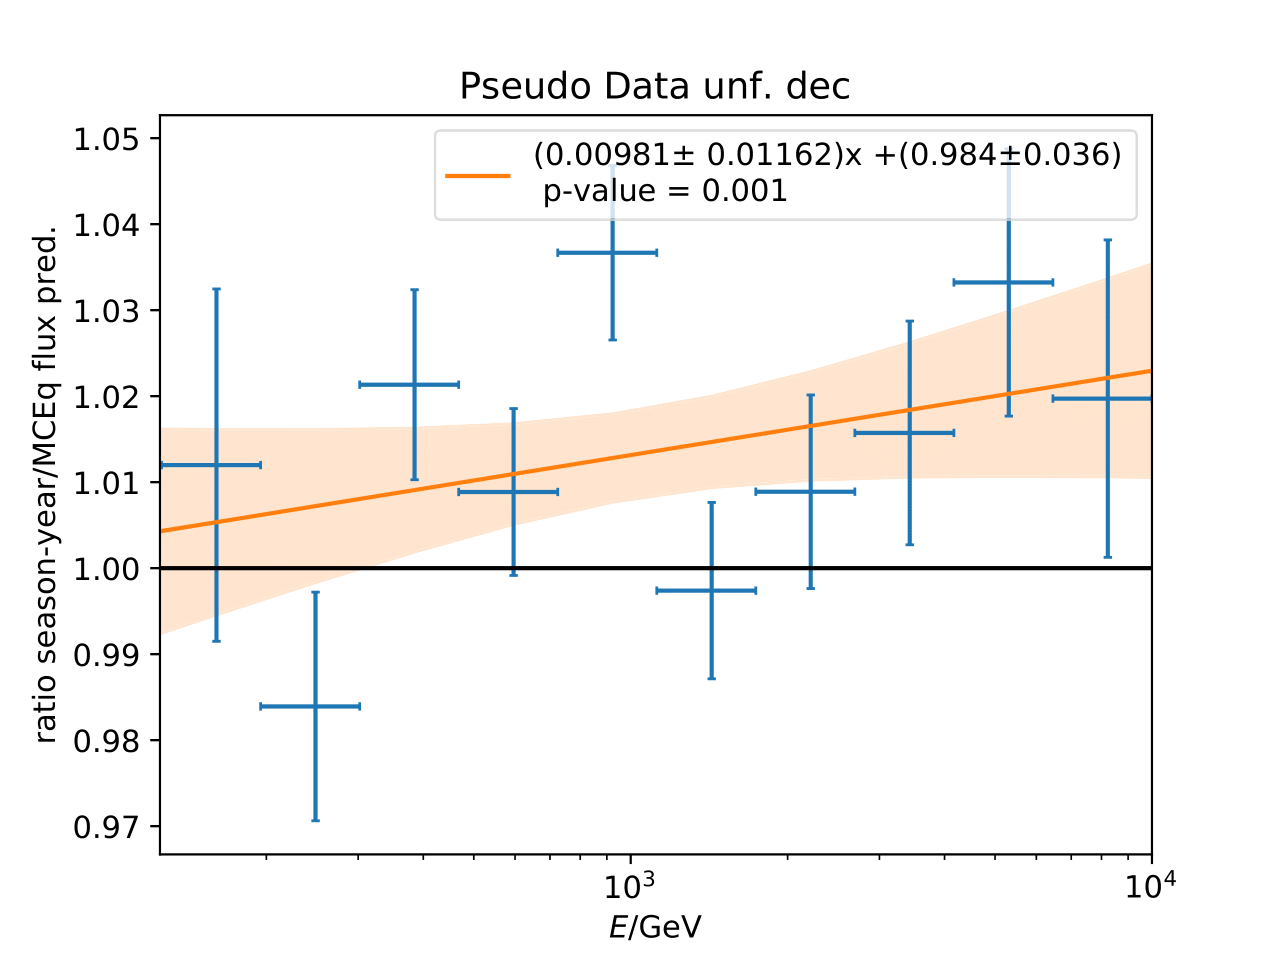 Pseudo Data unf. dec
(0.00981± 0.01162)x +(0.984±0.036)
p-value = 0.001
1.05
1.04
1.03
1.02
1.01
1.00
0.99
0.98
0.97
ratio season-year/MCEq flux pred.
10³
10⁴
E/GeV